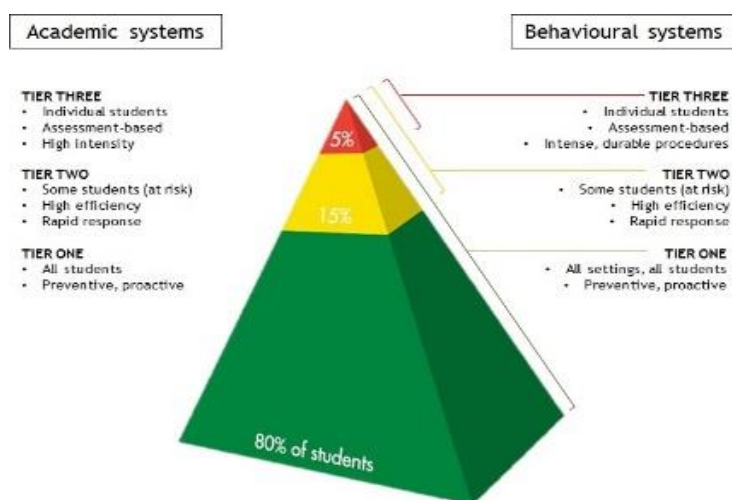 Academic systems
TIER THREE
• Individual students
• Assessment-based
• High intensity
TIER TWO
• Some students (at risk)
• High efficiency
• Rapid response
TIER ONE
• All students
• Preventive, proactive
5%
15%
80% of students
Behavioural systems
TIER THREE
• Individual students
• Assessment-based
• Intense, durable procedures
TIER TWO
• Some students (at risk)
• High efficiency
• Rapid response
TIER ONE
• All settings, all students
• Preventive, proactive